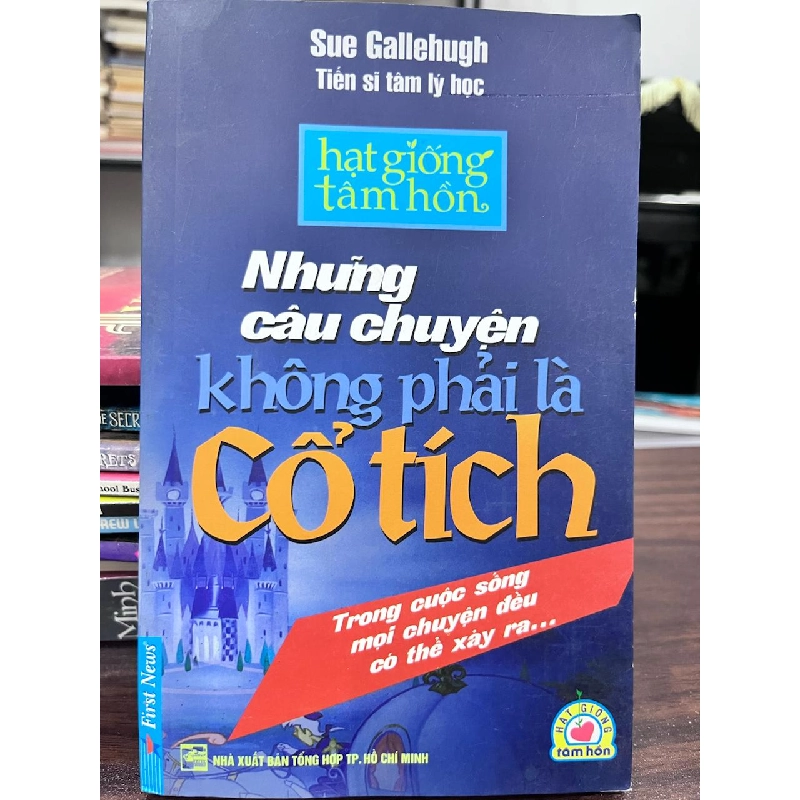 Sue Gallehugh
Tiến sĩ tâm lý học
hạt giống
tâm hồn
Những
câu chuyện
không phải là
cổ tích
Trong cuộc sống
mọi chuyện đều
có thể xảy ra...
First News
NHÀ XUẤT BẢN TỔNG HỢP TP. HỒ CHÍ MINH
HẠT GIỐNG
tâm hồn
Minh